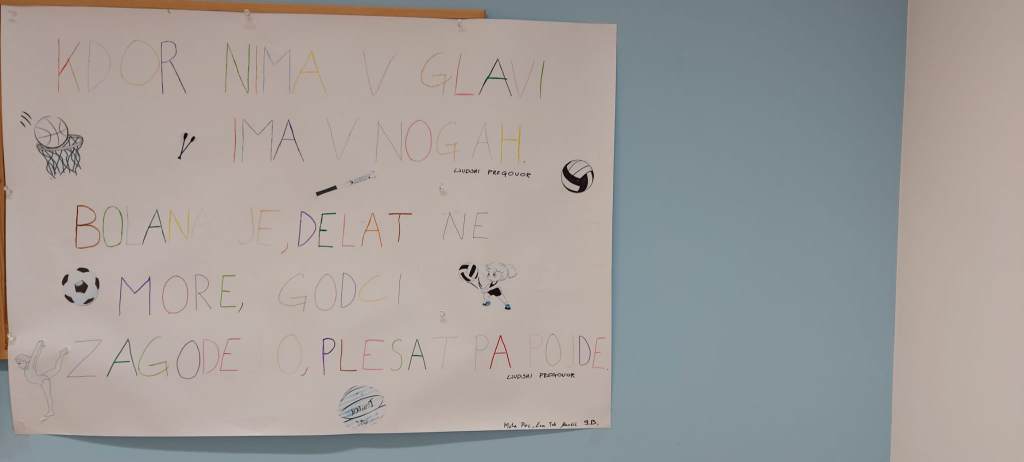 KDOR NIMA V GLAVI
IMA V NOGAH.
LJUDSKI PREGOVOR
BOLANA JE, DELAT NE
MORE, GODCI
ZAGODEJO, PLESAT PA POJDE.
LJUDSKI PREGOVOR
9.B.